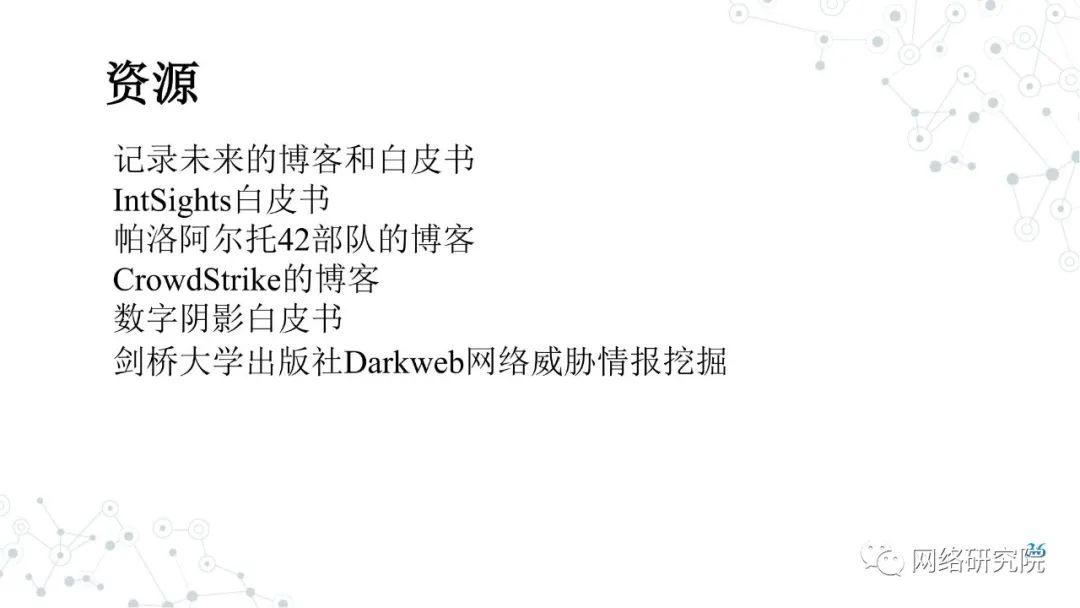 资源
记录未来的博客和白皮书
IntSights白皮书
帕洛阿尔托42部队的博客
CrowdStrike的博客
数字阴影白皮书
剑桥大学出版社Darkweb网络威胁情报挖掘
26
网络研究院